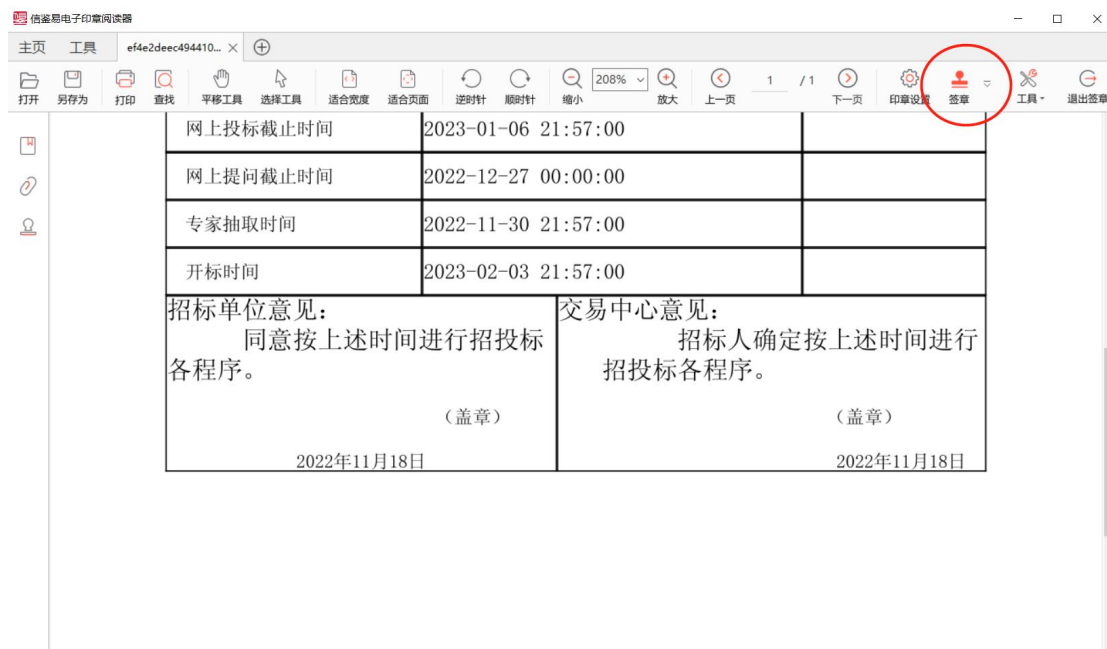 信鉴易电子印章阅读器
主页 工具 ef4e2deec494410...
打开 另存为 打印 查找 平移工具 选择工具 适合宽度 适合页面 逆时针 顺时针 缩小 208% 放大 上一页 1 / 1 下一页 印章设置 签章 工具 退出签章
网上投标截止时间 2023-01-06 21:57:00
网上提问截止时间 2022-12-27 00:00:00
专家抽取时间 2022-11-30 21:57:00
开标时间 2023-02-03 21:57:00
招标单位意见:
同意按上述时间进行招投标
各程序。
(盖章)
2022年11月18日
交易中心意见:
招标人确定按上述时间进行
招投标各程序。
(盖章)
2022年11月18日